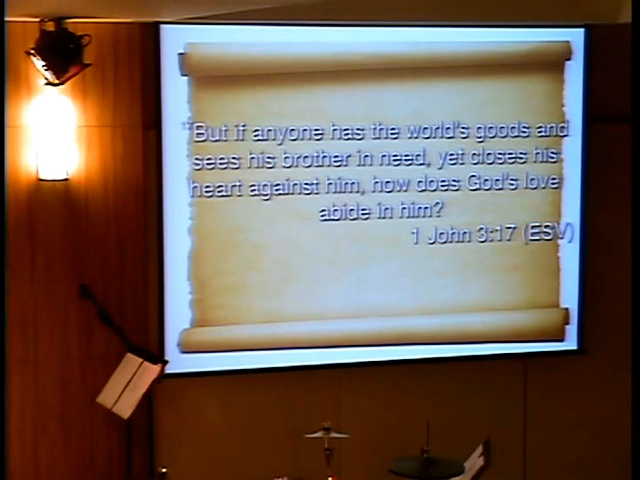 "But if anyone has the world's goods and
sees his brother in need, yet closes his
heart against him, how does God's love
abide in him?
1 John 3:17 (ESV)